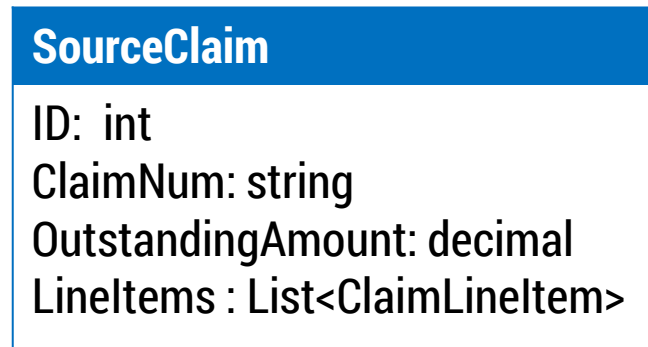 SourceClaim
ID:  int
ClaimNum: string
OutstandingAmount: decimal
LineItems : List<ClaimLineItem>